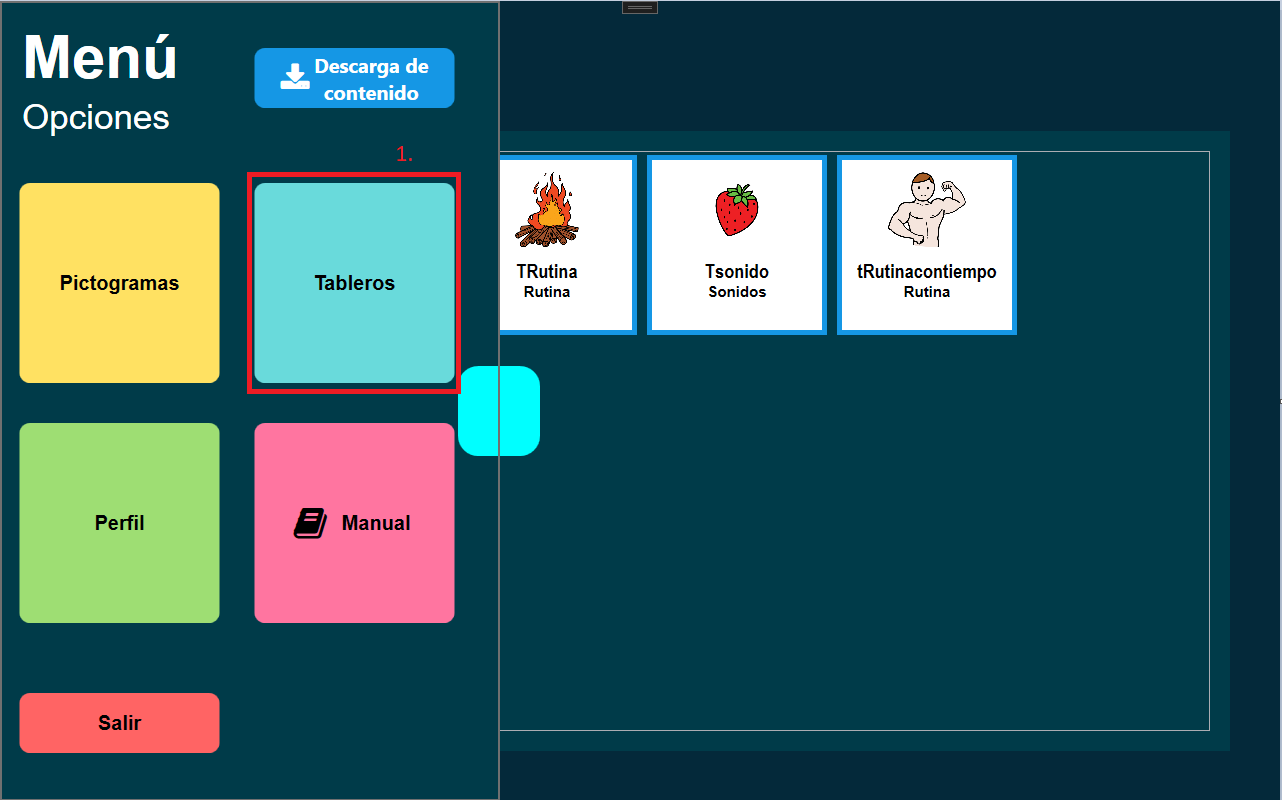 Menú
Opciones
Descarga de
contenido
1.
Pictogramas
Tableros
Perfil
Manual
Salir
TRutina
Rutina
Tsonido
Sonidos
tRutinacontiempo
Rutina